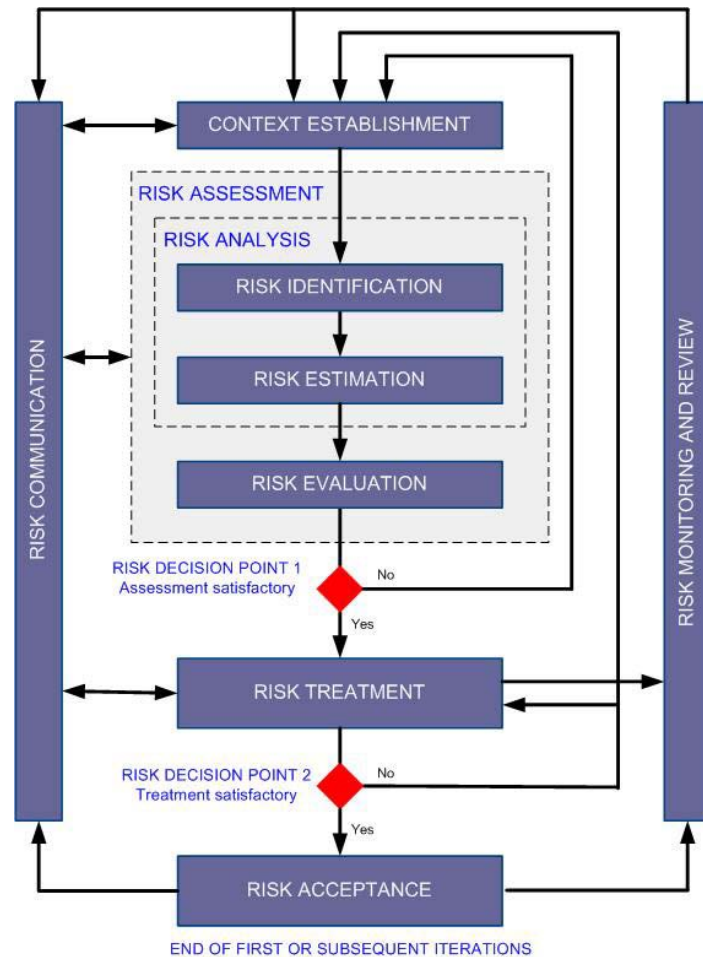 CONTEXT ESTABLISHMENT
RISK ASSESSMENT
RISK ANALYSIS
RISK IDENTIFICATION
RISK ESTIMATION
RISK EVALUATION
RISK COMMUNICATION
RISK MONITORING AND REVIEW
RISK DECISION POINT 1
Assessment satisfactory
No
Yes
RISK TREATMENT
RISK DECISION POINT 2
Treatment satisfactory
No
Yes
RISK ACCEPTANCE
END OF FIRST OR SUBSEQUENT ITERATIONS